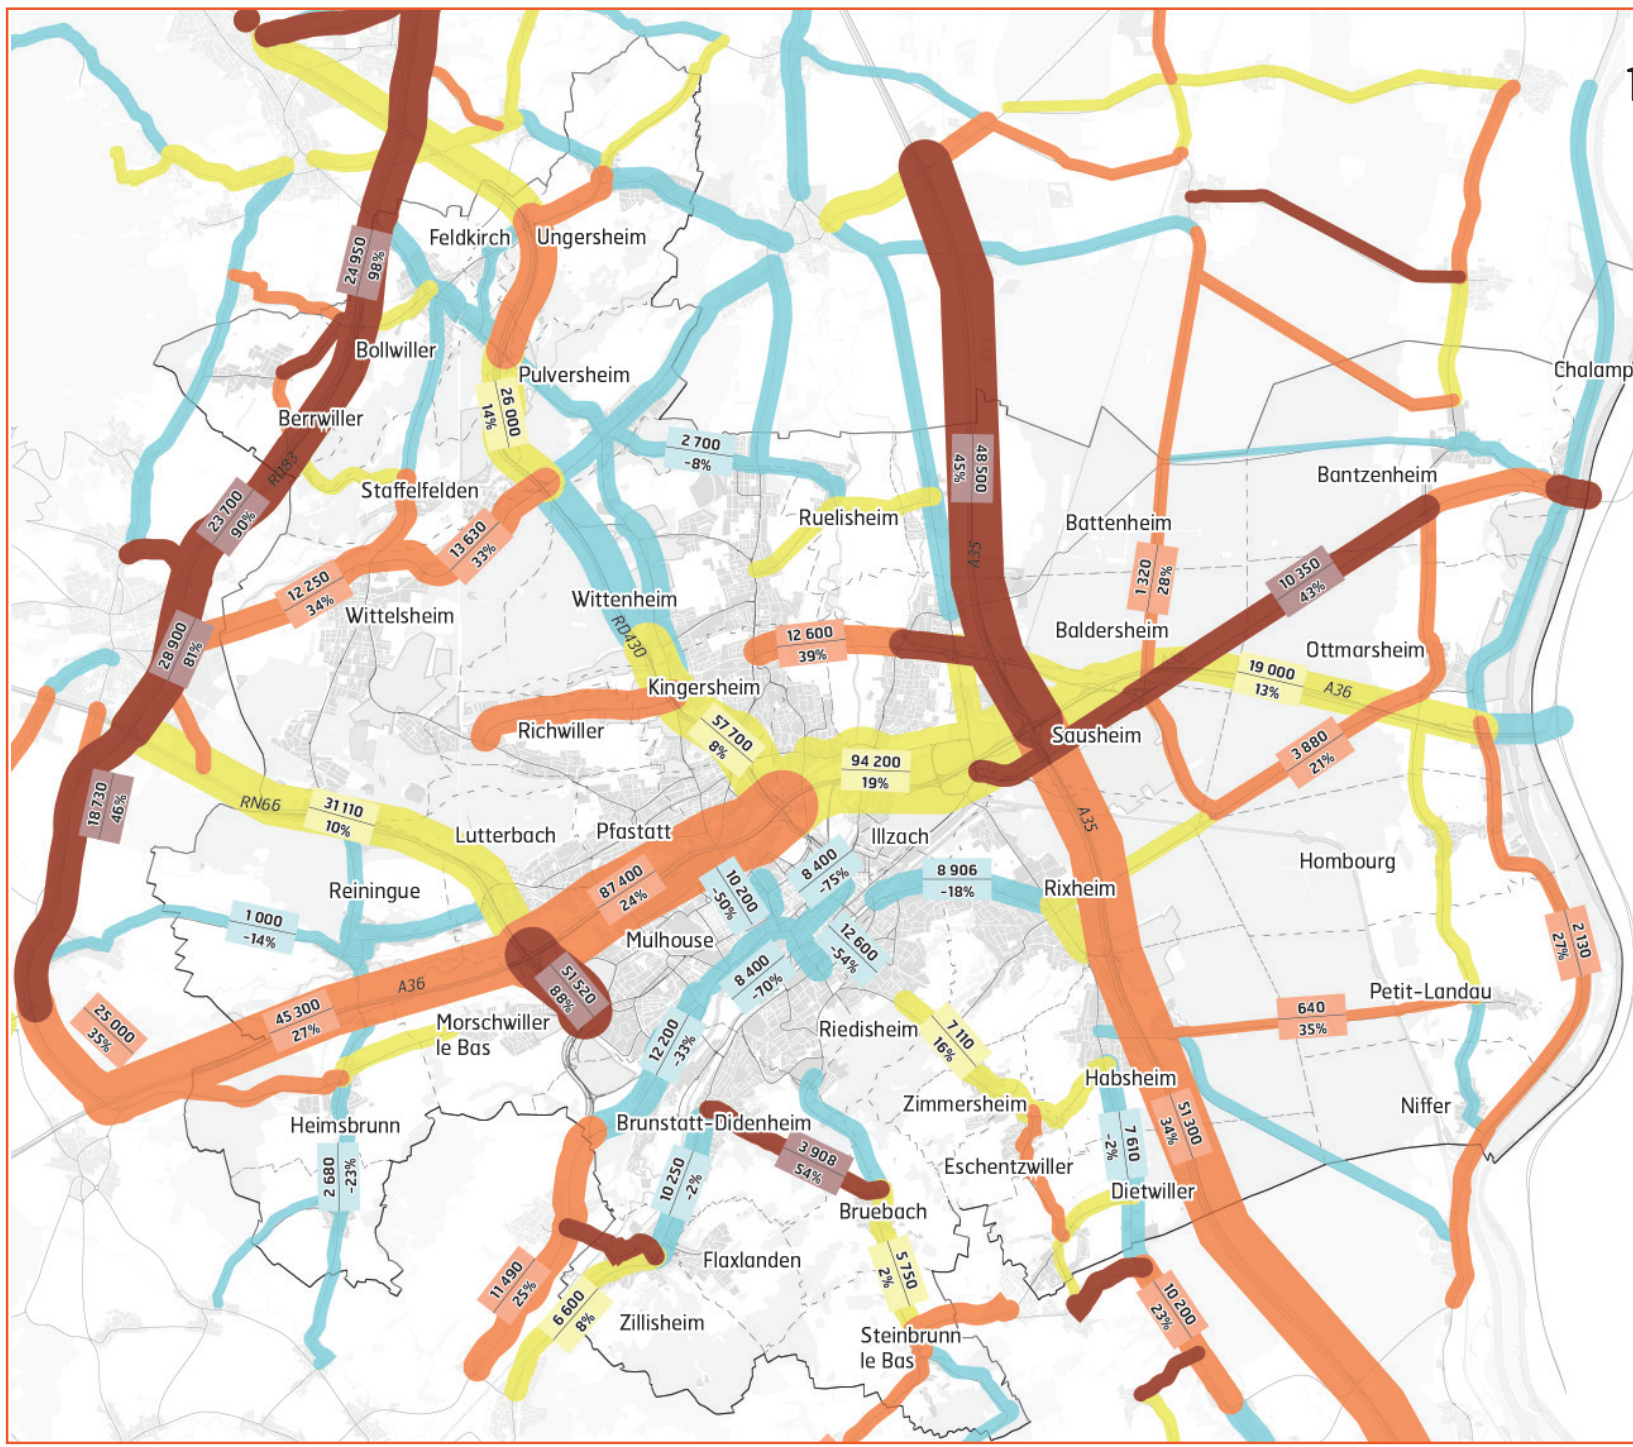 1
24 950
98%
Feldkirch
Ungersheim
Bollwiller
Pulversheim
26 000
14%
Chalamp
Berrwiller
2 700
-8%
48 500
45%
RD83
Staffelfelden
Bantzenheim
23 700
90%
13 630
33%
Ruelisheim
Battenheim
A35
12 250
34%
Wittelsheim
Wittenheim
1 320
28%
10 350
43%
28 900
81%
RD430
12 600
39%
Baldersheim
Ottmarsheim
19 000
13%
A36
Kingersheim
Richwiller
57 700
8%
Sausheim
3 880
21%
94 200
19%
18 730
46%
RN66
31 110
10%
Lutterbach
Pfastatt
Illzach
A35
Hombourg
Reiningue
87 400
24%
10 200
-50%
8 400
-75%
8 906
-18%
Rixheim
1 000
-14%
Mulhouse
12 600
-54%
2 130
27%
A36
51 520
88%
8 400
-70%
Petit-Landau
25 000
35%
45 300
27%
Morschwiller
le Bas
12 200
-33%
Riedisheim
7 110
16%
640
35%
Habsheim
Zimmersheim
Niffer
Heimsbrunn
Brunstatt-Didenheim
51 300
34%
7 610
-2%
2 680
-23%
10 250
-2%
3 908
54%
Eschentzwiller
Dietwiller
Bruebach
Flaxlanden
11 490
25%
5 750
2%
6 600
8%
Zillisheim
10 200
23%
Steinbrunn
le Bas